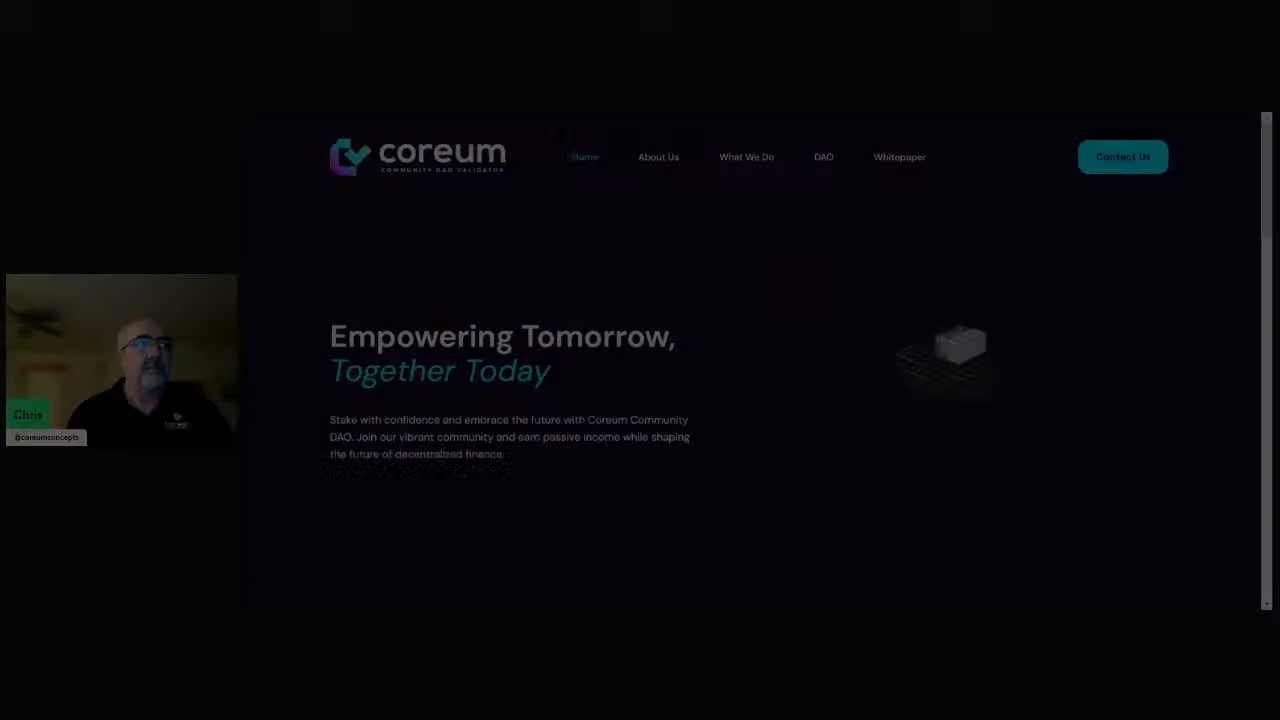 coreum
COMMUNITY DAO VALIDATOR
Home
About Us
What We Do
DAO
Whitepaper
Contact Us
Empowering Tomorrow,
Together Today
Stake with confidence and embrace the future with Coreum Community
DAO. Join our vibrant community and earn passive income while shaping
the future of decentralized finance.
Chris
@coreumconcepts
coreum